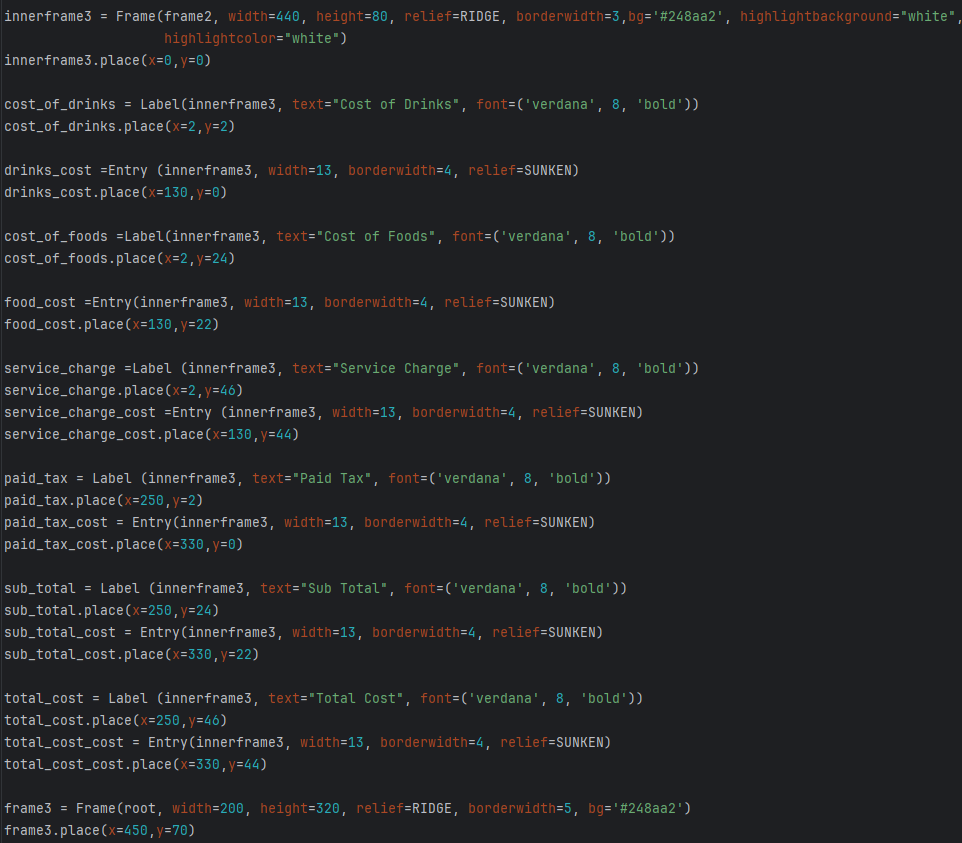 innerframe3 = Frame(frame2, width=440, height=80, relief=RIDGE, borderwidth=3,bg='#248aa2', highlightbackground="white",
highlightcolor="white")
innerframe3.place(x=0,y=0)
cost_of_drinks = Label(innerframe3, text="Cost of Drinks", font=('verdana', 8, 'bold'))
cost_of_drinks.place(x=2,y=2)
drinks_cost =Entry (innerframe3, width=13, borderwidth=4, relief=SUNKEN)
drinks_cost.place(x=130,y=0)
cost_of_foods =Label(innerframe3, text="Cost of Foods", font=('verdana', 8, 'bold'))
cost_of_foods.place(x=2,y=24)
food_cost =Entry(innerframe3, width=13, borderwidth=4, relief=SUNKEN)
food_cost.place(x=130,y=22)
service_charge =Label (innerframe3, text="Service Charge", font=('verdana', 8, 'bold'))
service_charge.place(x=2,y=46)
service_charge_cost =Entry (innerframe3, width=13, borderwidth=4, relief=SUNKEN)
service_charge_cost.place(x=130,y=44)
paid_tax = Label (innerframe3, text="Paid Tax", font=('verdana', 8, 'bold'))
paid_tax.place(x=250,y=2)
paid_tax_cost = Entry(innerframe3, width=13, borderwidth=4, relief=SUNKEN)
paid_tax_cost.place(x=330,y=0)
sub_total = Label (innerframe3, text="Sub Total", font=('verdana', 8, 'bold'))
sub_total.place(x=250,y=24)
sub_total_cost = Entry(innerframe3, width=13, borderwidth=4, relief=SUNKEN)
sub_total_cost.place(x=330,y=22)
total_cost = Label (innerframe3, text="Total Cost", font=('verdana', 8, 'bold'))
total_cost.place(x=250,y=46)
total_cost_cost = Entry(innerframe3, width=13, borderwidth=4, relief=SUNKEN)
total_cost_cost.place(x=330,y=44)
frame3 = Frame(root, width=200, height=320, relief=RIDGE, borderwidth=5, bg='#248aa2')
frame3.place(x=450,y=70)